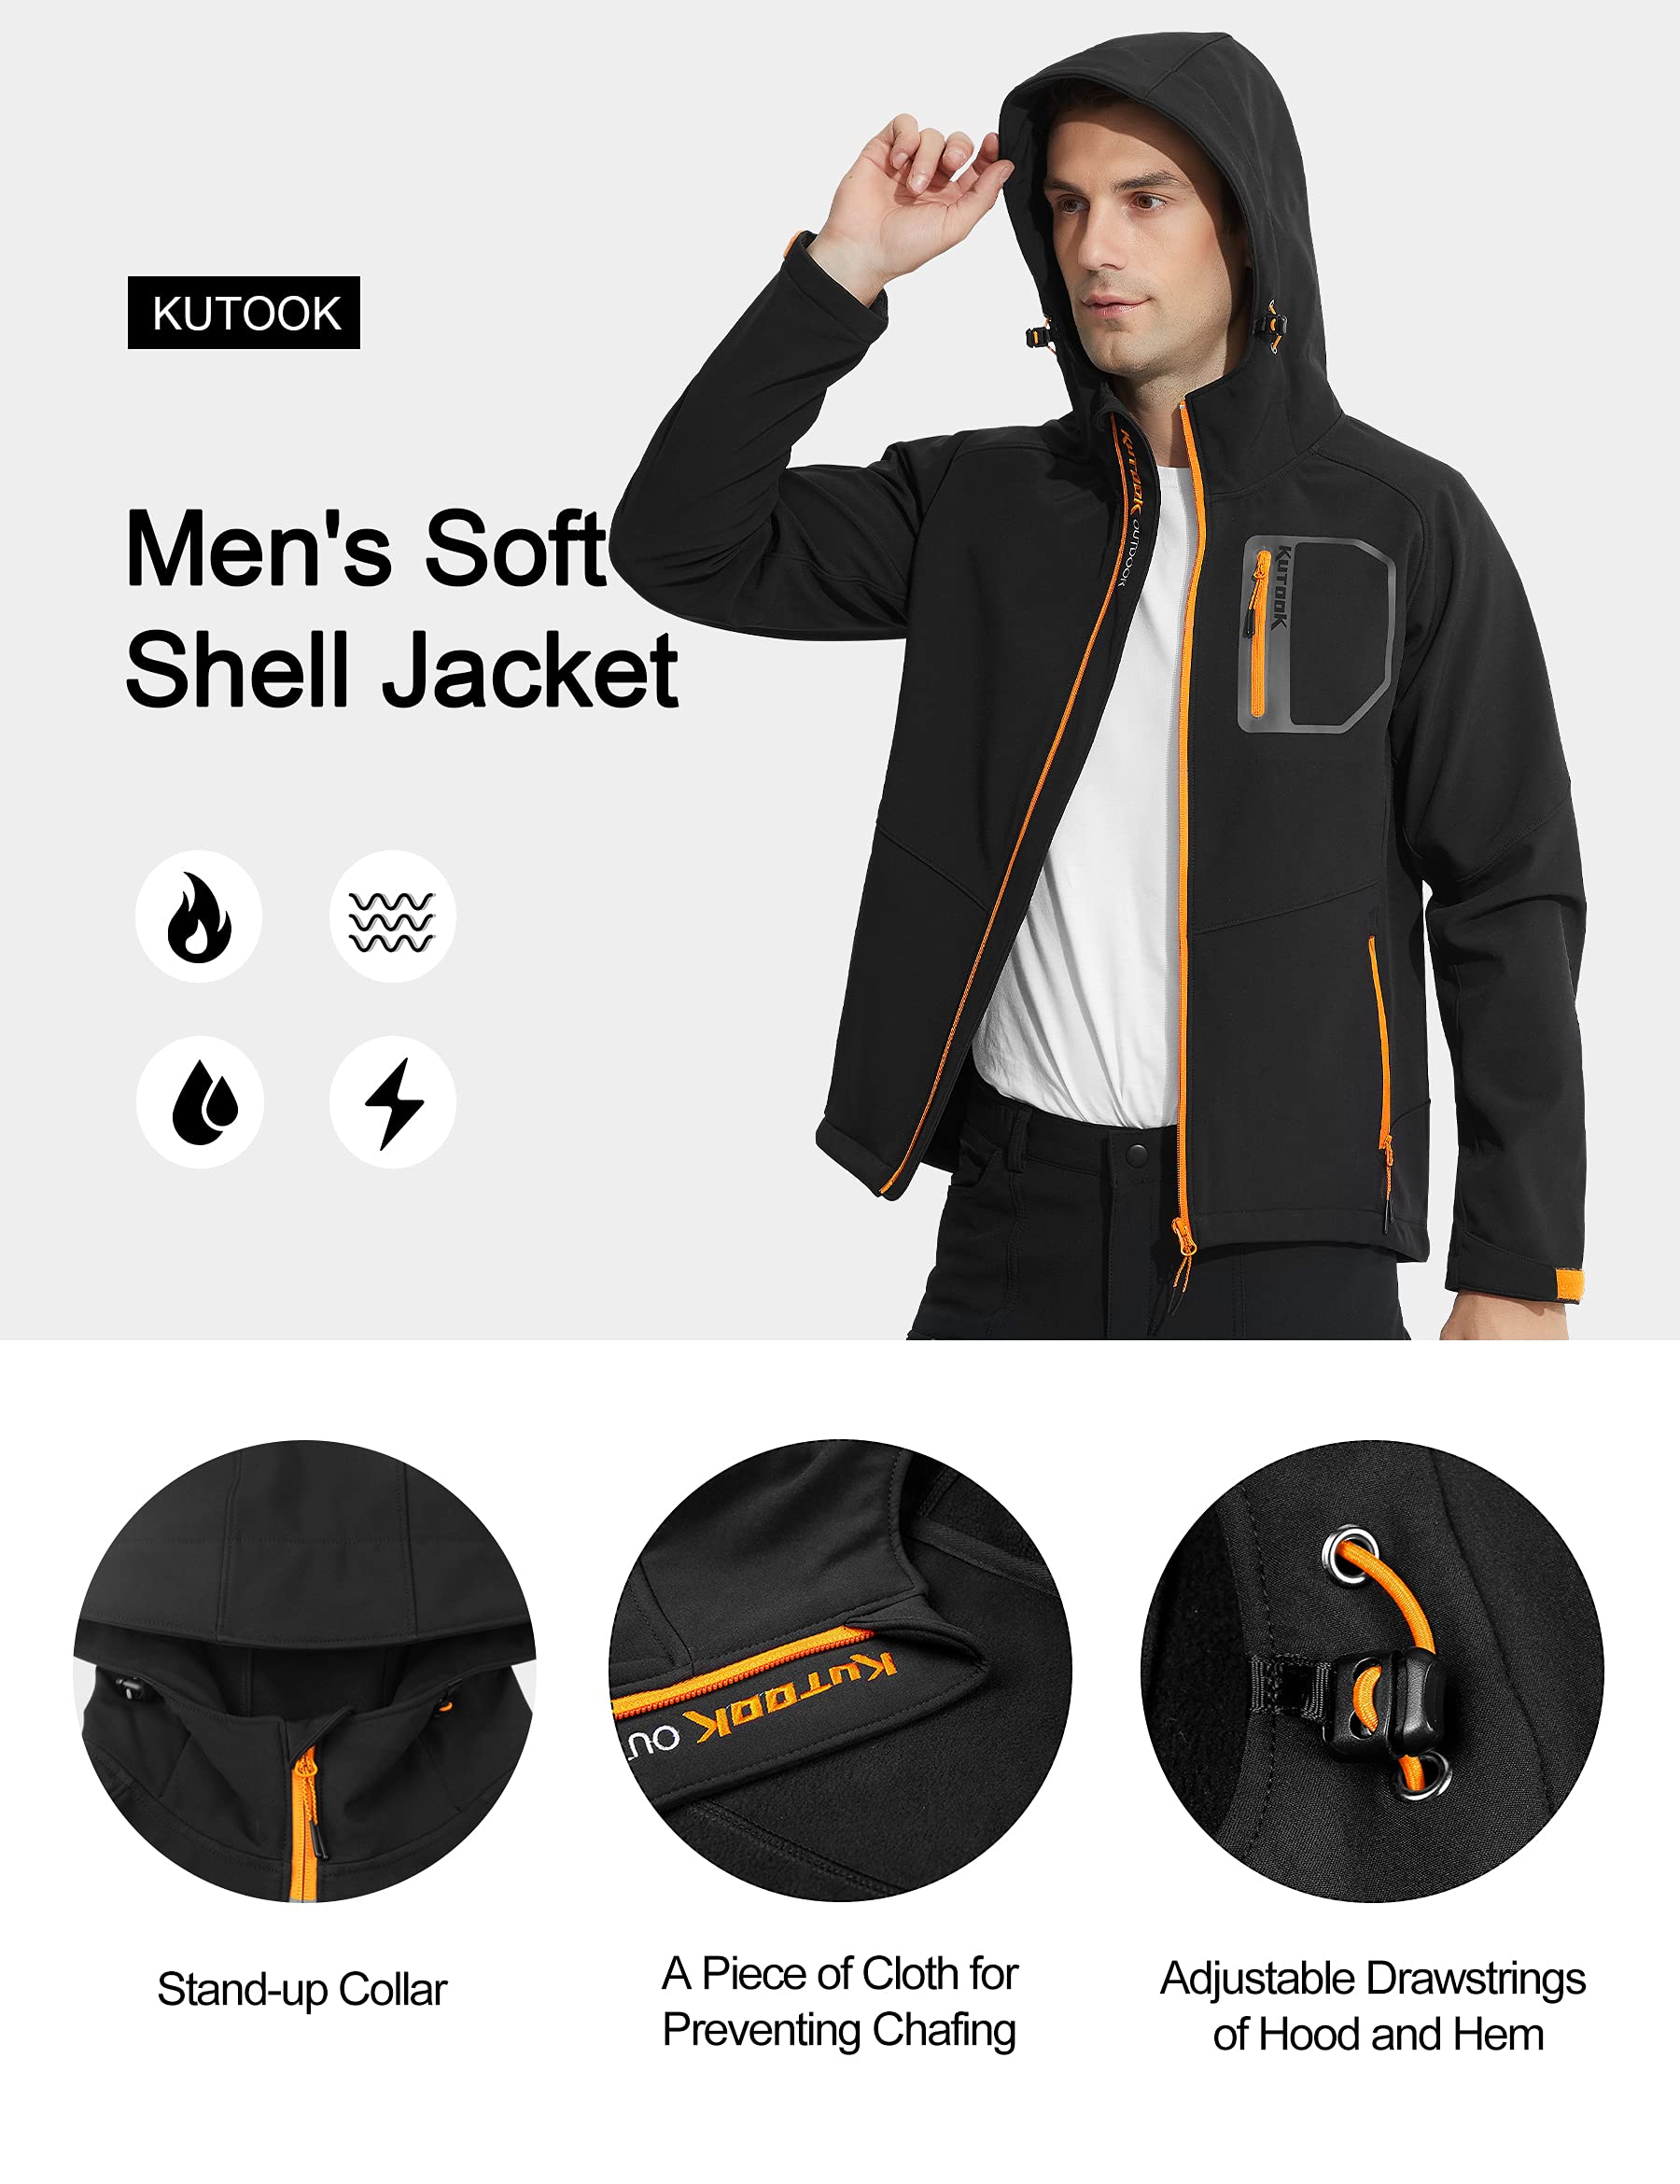 KUTOOK
Men's Soft
Shell Jacket
KUTOOK OUTDOOR
KUTOOK
KUTOOK OU
Stand-up Collar
A Piece of Cloth for
Preventing Chafing
Adjustable Drawstrings
of Hood and Hem